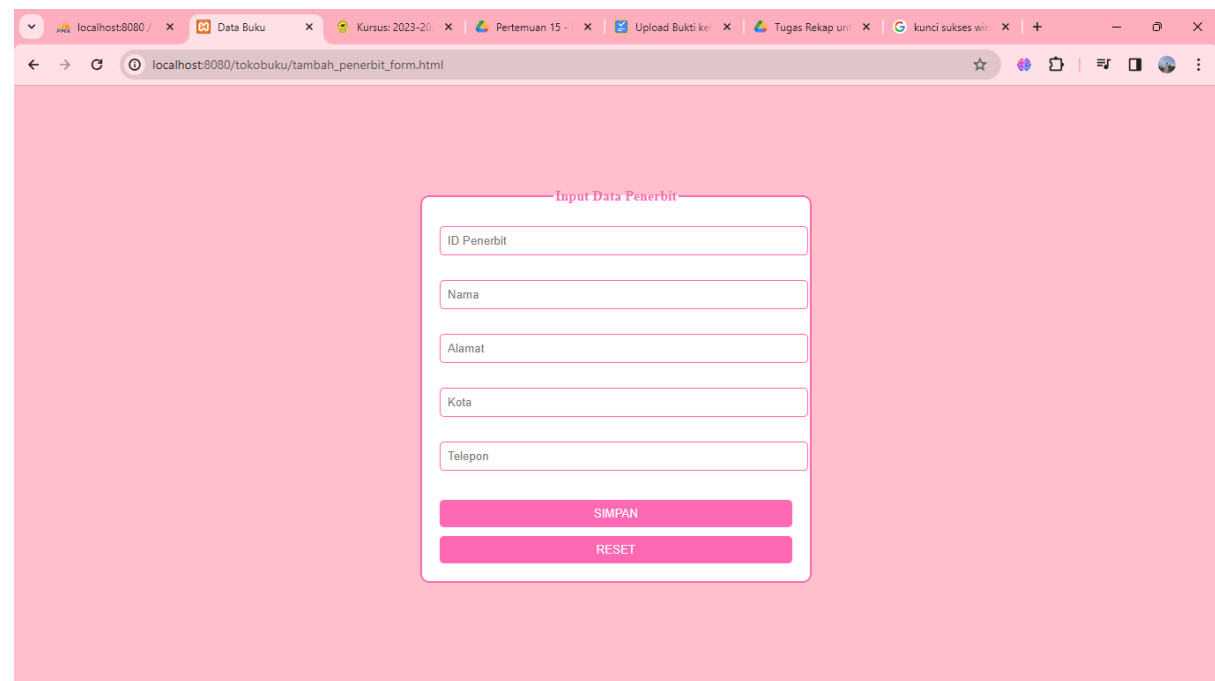 localhost:8080 /
Data Buku
Kursus: 2023-20
Pertemuan 15 -
Upload Bukti ke
Tugas Rekap un
kunci sukses wir
localhost:8080/tokobuku/tambah_penerbit_form.html
Input Data Penerbit
ID Penerbit
Nama
Alamat
Kota
Telepon
SIMPAN
RESET